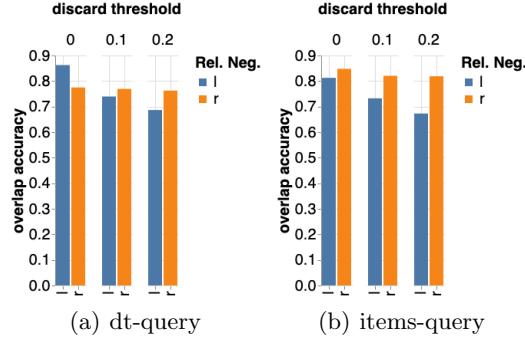 discard threshold
0 0.1 0.2
Rel. Neg.
l
r
overlap accuracy
0.9
0.8
0.7
0.6
0.5
0.4
0.3
0.2
0.1
0.0
l r l r l r
(a) dt-query
discard threshold
0 0.1 0.2
Rel. Neg.
l
r
overlap accuracy
0.9
0.8
0.7
0.6
0.5
0.4
0.3
0.2
0.1
0.0
l r l r l r
(b) items-query